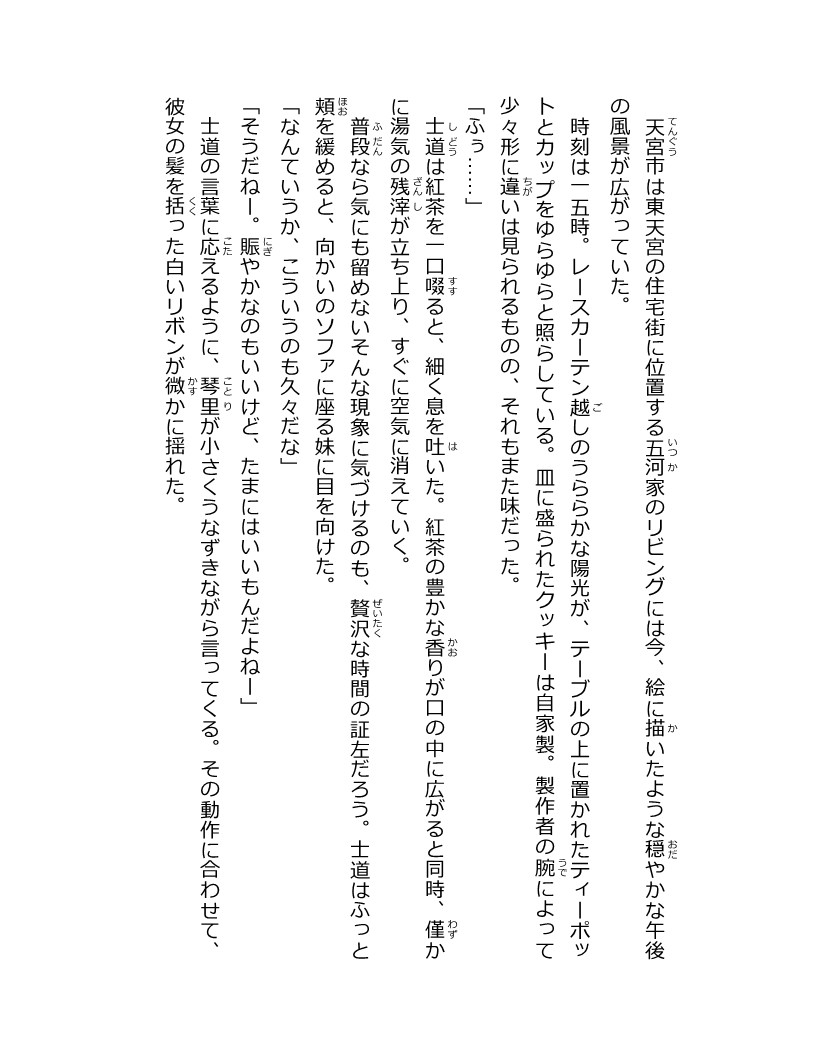 天宮市は東天宮の住宅街に位置する五河家のリビングには今、絵に描いたような穏やかな午後
の風景が広がっていた。
　時刻は一五時。レースカーテン越しのうららかな陽光が、テーブルの上に置かれたティーポッ
トとカップをゆらゆらと照らしている。皿に盛られたクッキーは自家製。製作者の腕によって
少々形に違いは見られるものの、それもまた味だった。
「ふぅ……」
　士道は紅茶を一口啜ると、細く息を吐いた。紅茶の豊かな香りが口の中に広がると同時、僅か
に湯気の残滓が立ち上り、すぐに空気に消えていく。
　普段なら気にも留めないそんな現象に気づけるのも、贅沢な時間の証左だろう。士道はふっと
頬を緩めると、向かいのソファに座る妹に目を向けた。
「なんていうか、こういうのも久々だな」
「そうだねー。賑やかなのもいいけど、たまにはいいもんだよねー」
　士道の言葉に応えるように、琴里が小さくうなずきながら言ってくる。その動作に合わせて、
彼女の髪を括った白いリボンが微かに揺れた。